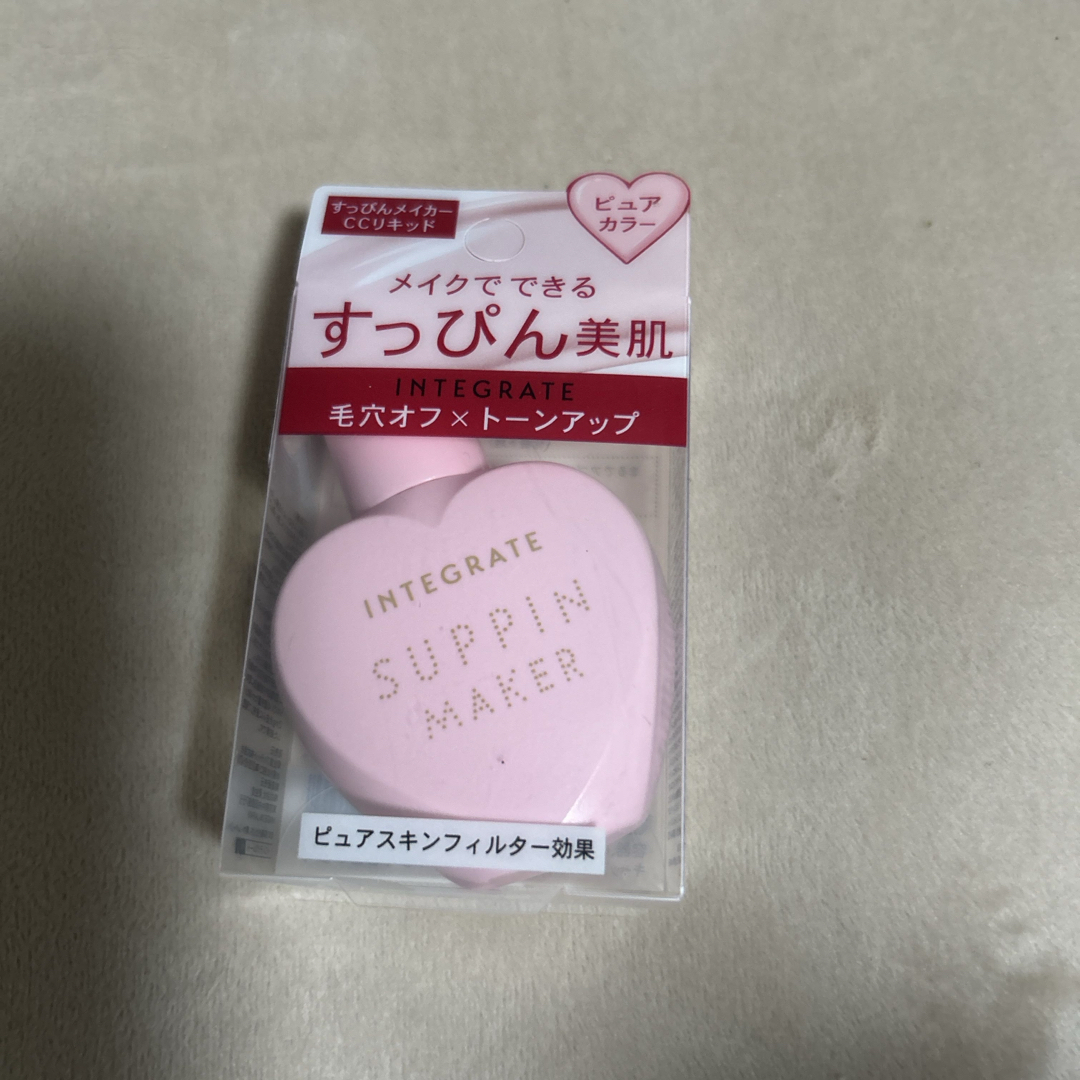 すっぴんメイカー
CCリキッド
ピュア
カラー
メイクで できる
すっぴん美肌
INTEGRATE
毛穴オフ×トーンアップ
INTEGRATE
SUPPIN
MAKER
ピュアスキンフィルター効果